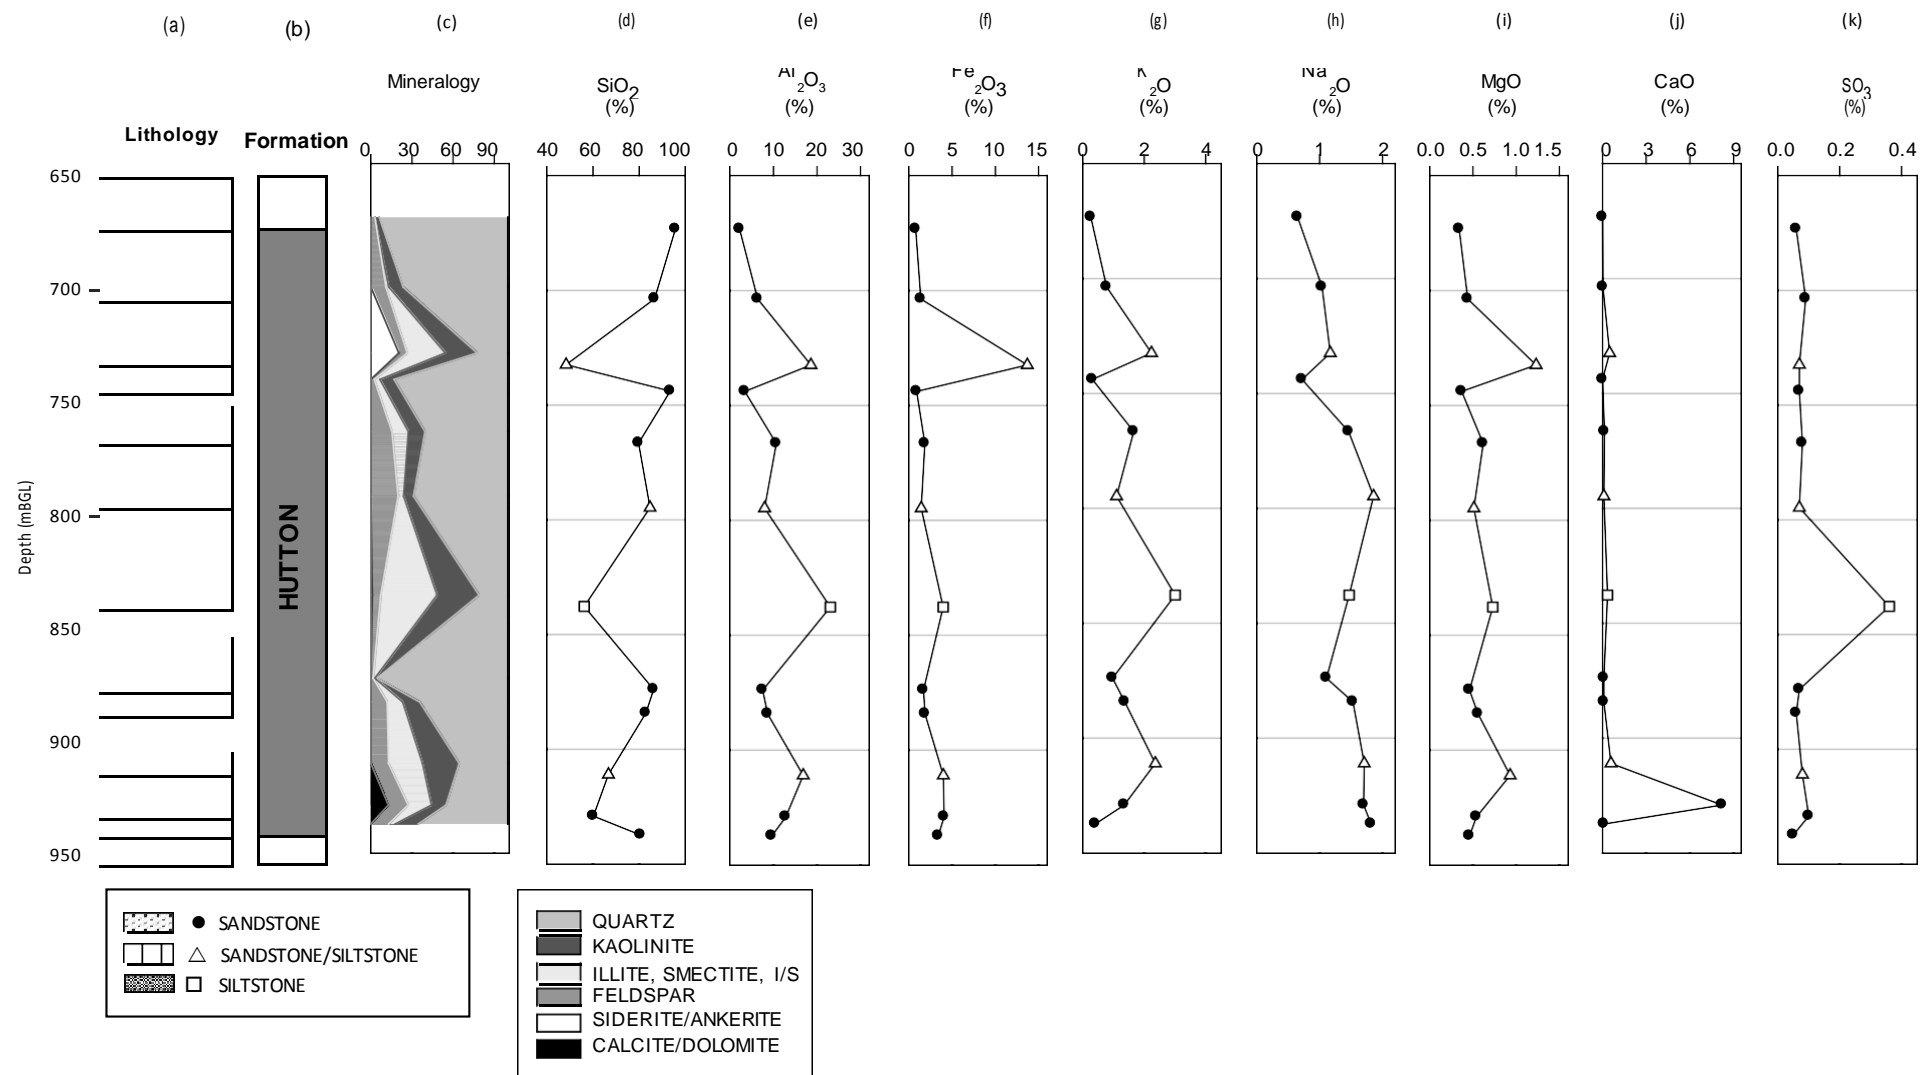 (a) (b) (c) (d) (e) (f) (g) (h) (i) (j) (k)
Lithology
Formation
Mineralogy
SiO2
(%)
Al2O3
(%)
Fe2O3
(%)
K2O
(%)
Na2O
(%)
MgO
(%)
CaO
(%)
SO3
(%)
0 30 60 90
40 60 80 100
0 10 20 30
0 5 10 15
0 2 4
0 1 2
0.0 0.5 1.0 1.5
0 3 6 9
0.0 0.2 0.4
Depth (mBGL)
650
700
750
800
850
900
950
HUTTON
SANDSTONE
SANDSTONE/SILTSTONE
SILTSTONE
QUARTZ
KAOLINITE
ILLITE, SMECTITE, I/S
FELDSPAR
SIDERITE/ANKERITE
CALCITE/DOLOMITE